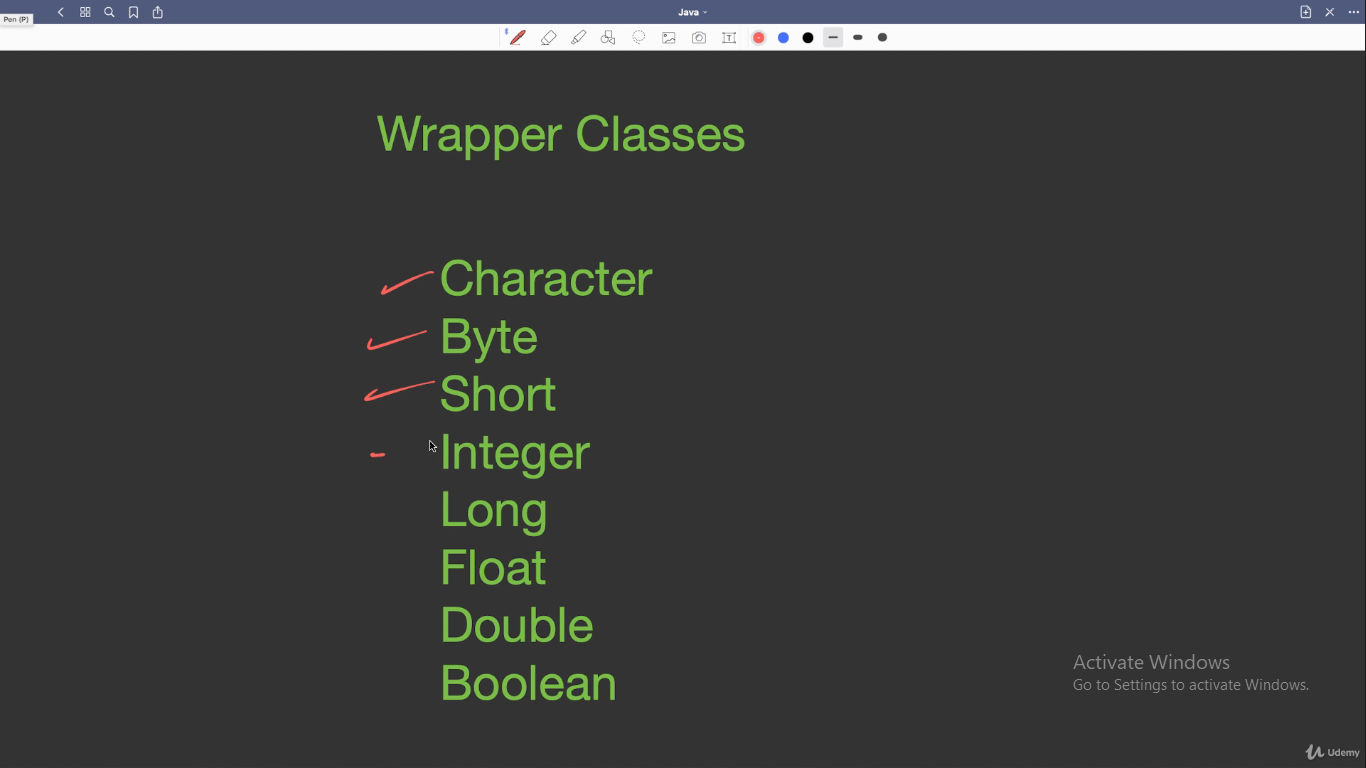 Java
Pen (P)
Wrapper Classes
Character
Byte
Short
Integer
Long
Float
Double
Boolean
Activate Windows
Go to Settings to activate Windows.
Udemy